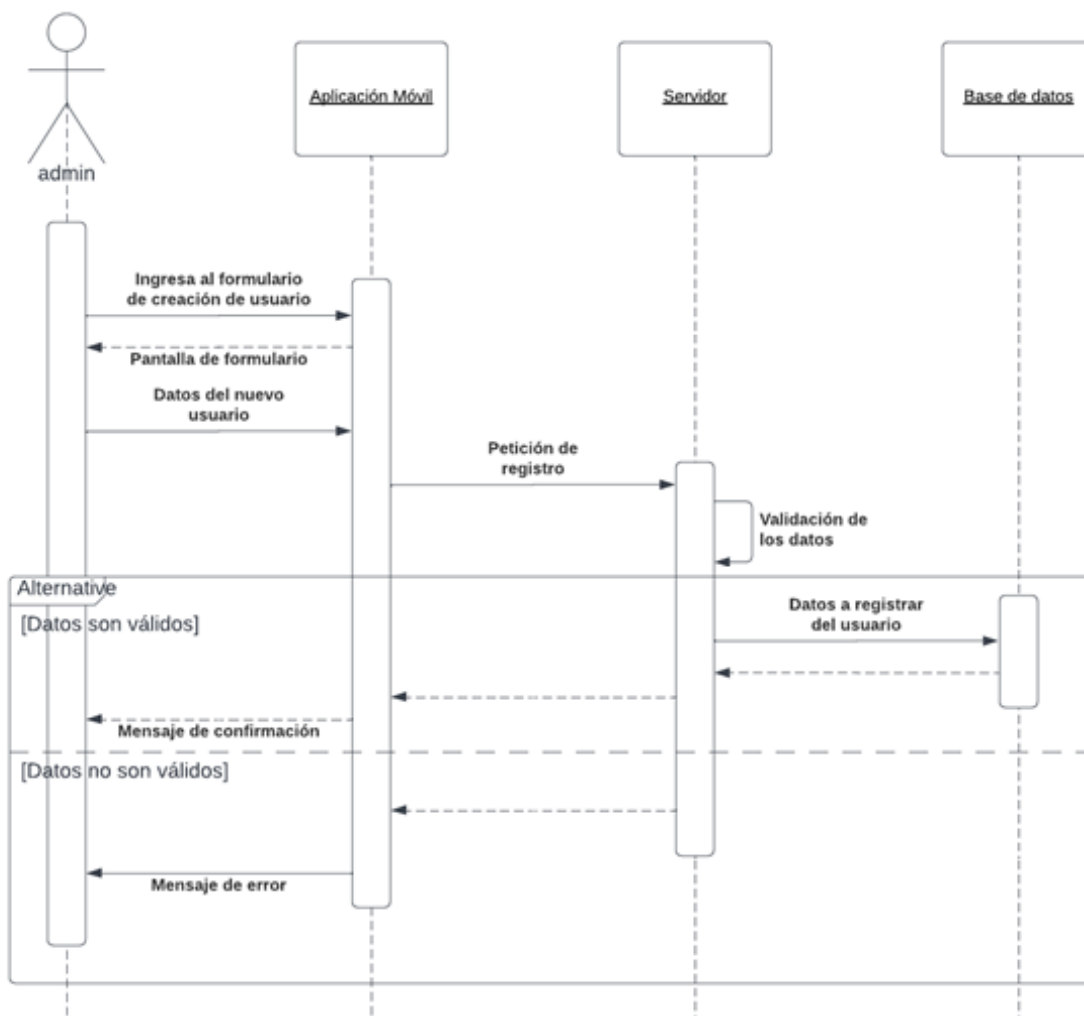 admin
Aplicación Móvil
Servidor
Base de datos
Ingresa al formulario
de creación de usuario
Pantalla de formulario
Datos del nuevo
usuario
Petición de
registro
Validación de
los datos
Alternative
[Datos son válidos]
Datos a registrar
del usuario
Mensaje de confirmación
[Datos no son válidos]
Mensaje de error